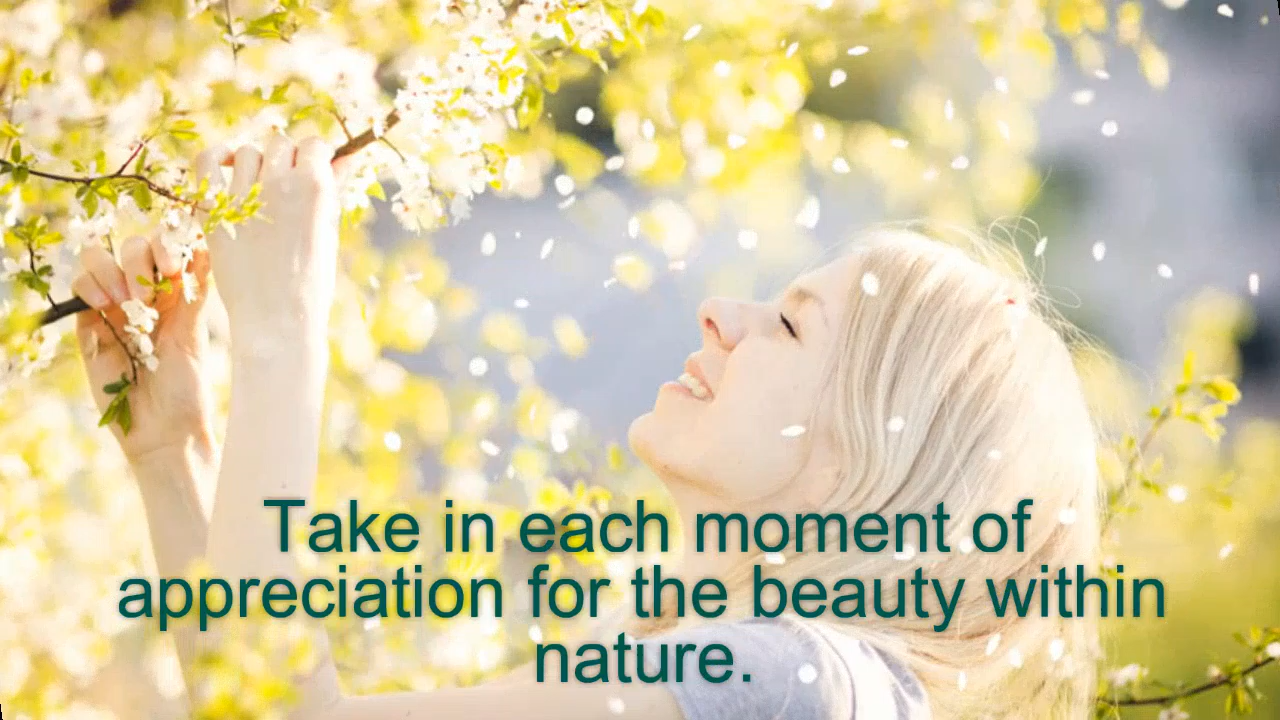 Take in each moment of
appreciation for the beauty within
nature.